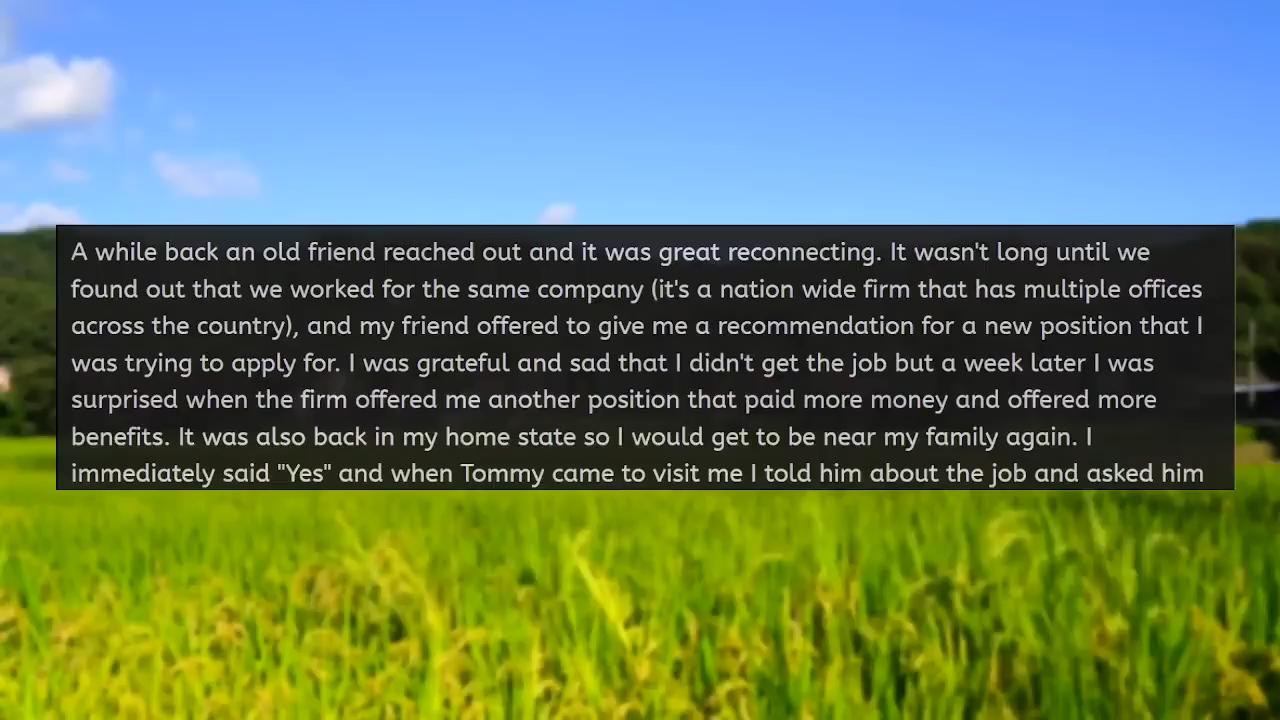 A while back an old friend reached out and it was great reconnecting. It wasn't long until we
found out that we worked for the same company (it's a nation wide firm that has multiple offices
across the country), and my friend offered to give me a recommendation for a new position that I
was trying to apply for. I was grateful and sad that I didn't get the job but a week later I was
surprised when the firm offered me another position that paid more money and offered more
benefits. It was also back in my home state so I would get to be near my family again. I
immediately said "Yes" and when Tommy came to visit me I told him about the job and asked him